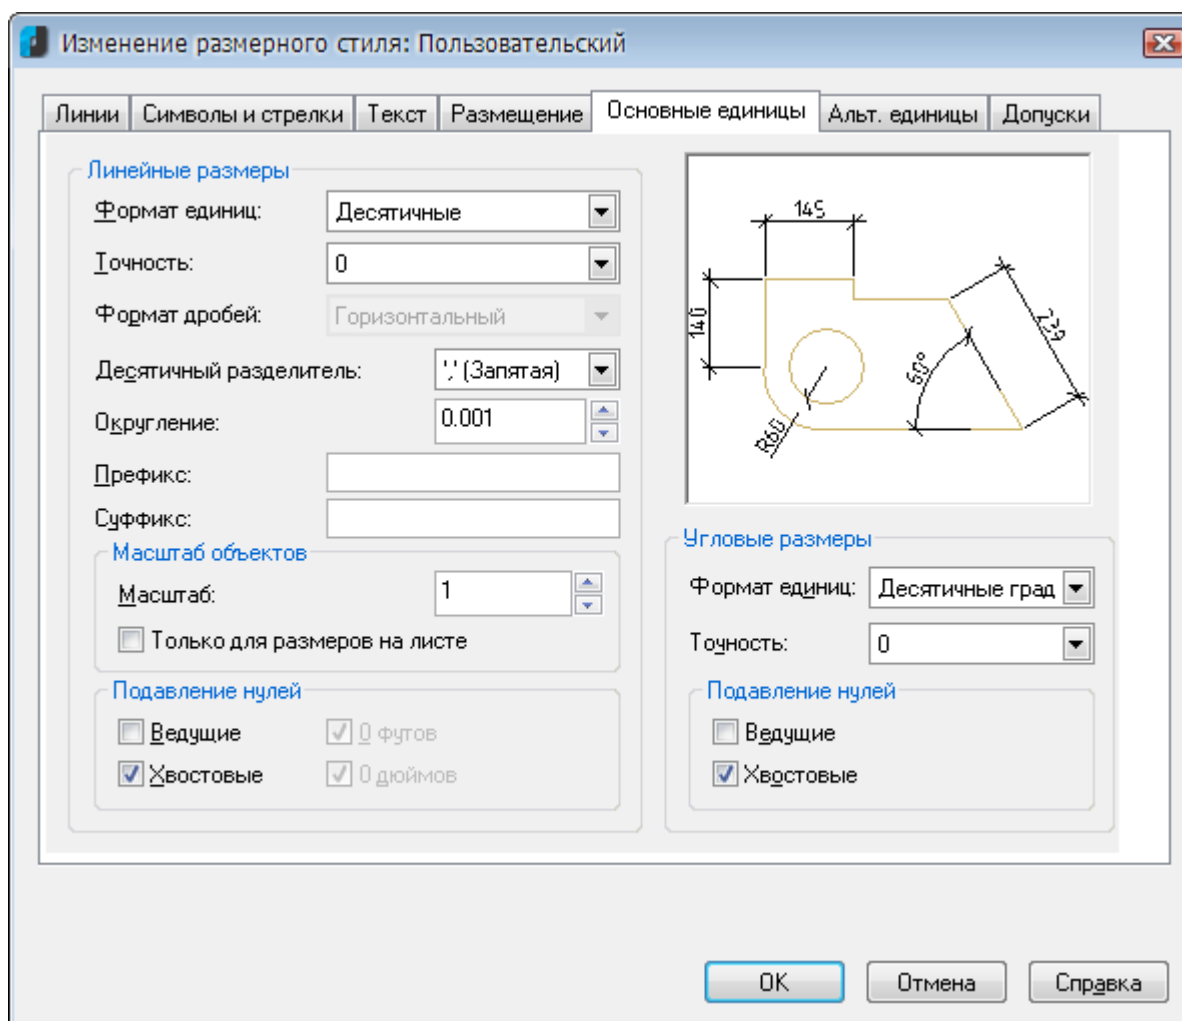 Изменение размерного стиля: Пользовательский
Линии Символы и стрелки Текст Размещение Основные единицы Альт. единицы Допуски
Линейные размеры
Формат единиц: Десятичные
Точность: 0
Формат дробей: Горизонтальный
Десятичный разделитель: ',' (Запятая)
Округление: 0.001
Префикс:
Суффикс:
Масштаб объектов
Масштаб: 1
Только для размеров на листе
Подавление нулей
Ведущие 0 футов
Хвостовые 0 дюймов
145
140
239
60°
R60
Угловые размеры
Формат единиц: Десятичные град
Точность: 0
Подавление нулей
Ведущие
Хвостовые
OK Отмена Справка